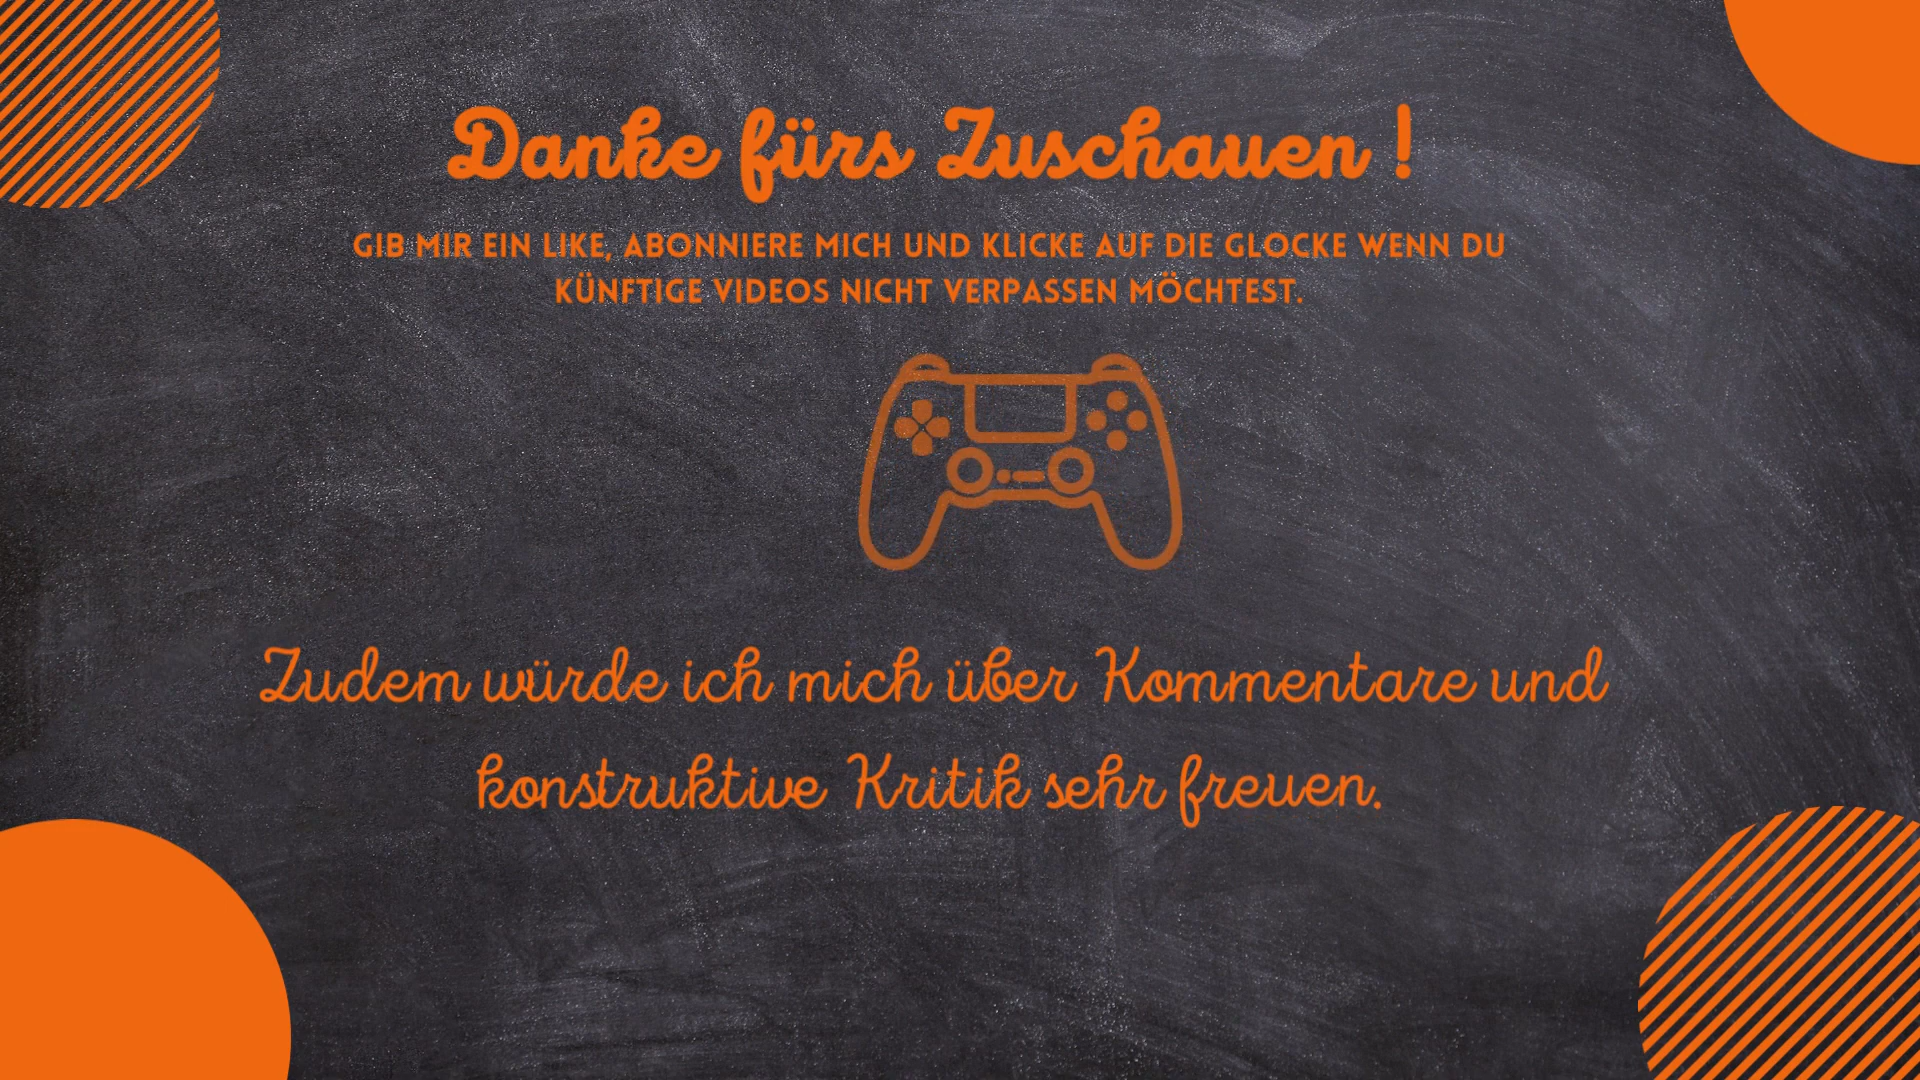 Danke fürs Zuschauen !
GIB MIR EIN LIKE, ABONNIERE MICH UND KLICKE AUF DIE GLOCKE WENN DU
KÜNFTIGE VIDEOS NICHT VERPASSEN MÖCHTEST.
Zudem würde ich mich über Kommentare und
konstruktive Kritik sehr freuen.